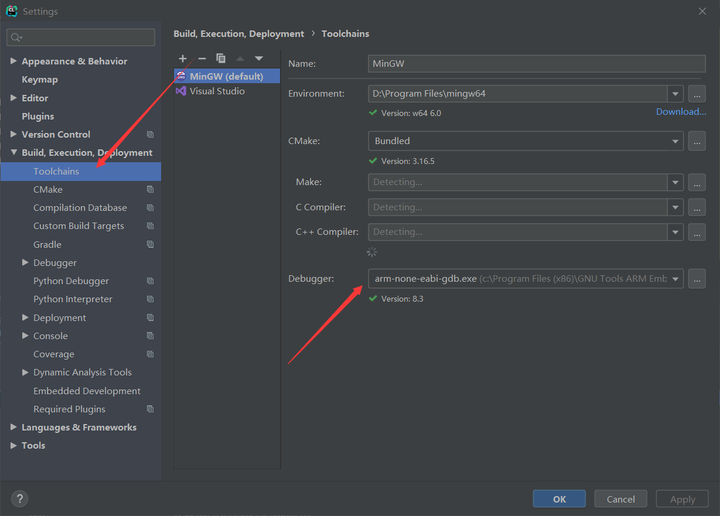 Settings
Appearance & Behavior
Keymap
Editor
Plugins
Version Control
Build, Execution, Deployment
Toolchains
CMake
Compilation Database
Custom Build Targets
Gradle
Debugger
Python Debugger
Python Interpreter
Deployment
Console
Coverage
Dynamic Analysis Tools
Embedded Development
Required Plugins
Languages & Frameworks
Tools
Build, Execution, Deployment › Toolchains
MinGW (default)
Visual Studio
Name: MinGW
Environment: D:\Program Files\mingw64 ...
Version: w64 6.0 Download...
CMake: Bundled ...
Version: 3.16.5
Make: Detecting... ...
C Compiler: Detecting... ...
C++ Compiler: Detecting... ...
Debugger: arm-none-eabi-gdb.exe (c:\Program Files (x86)\GNU Tools ARM Emb ...
Version: 8.3
? OK Cancel Apply